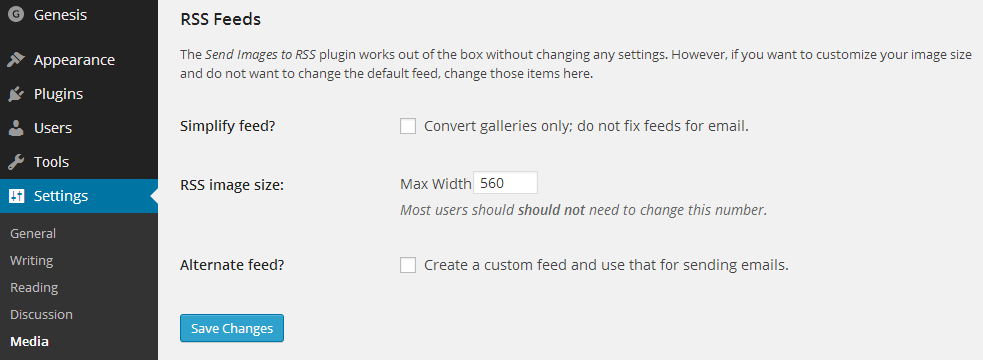 Genesis
Appearance
Plugins
Users
Tools
Settings
General
Writing
Reading
Discussion
Media
RSS Feeds
The Send Images to RSS plugin works out of the box without changing any settings. However, if you want to customize your image size
and do not want to change the default feed, change those items here.
Simplify feed?
Convert galleries only; do not fix feeds for email.
RSS image size:
Max Width 560
Most users should should not need to change this number.
Alternate feed?
Create a custom feed and use that for sending emails.
Save Changes